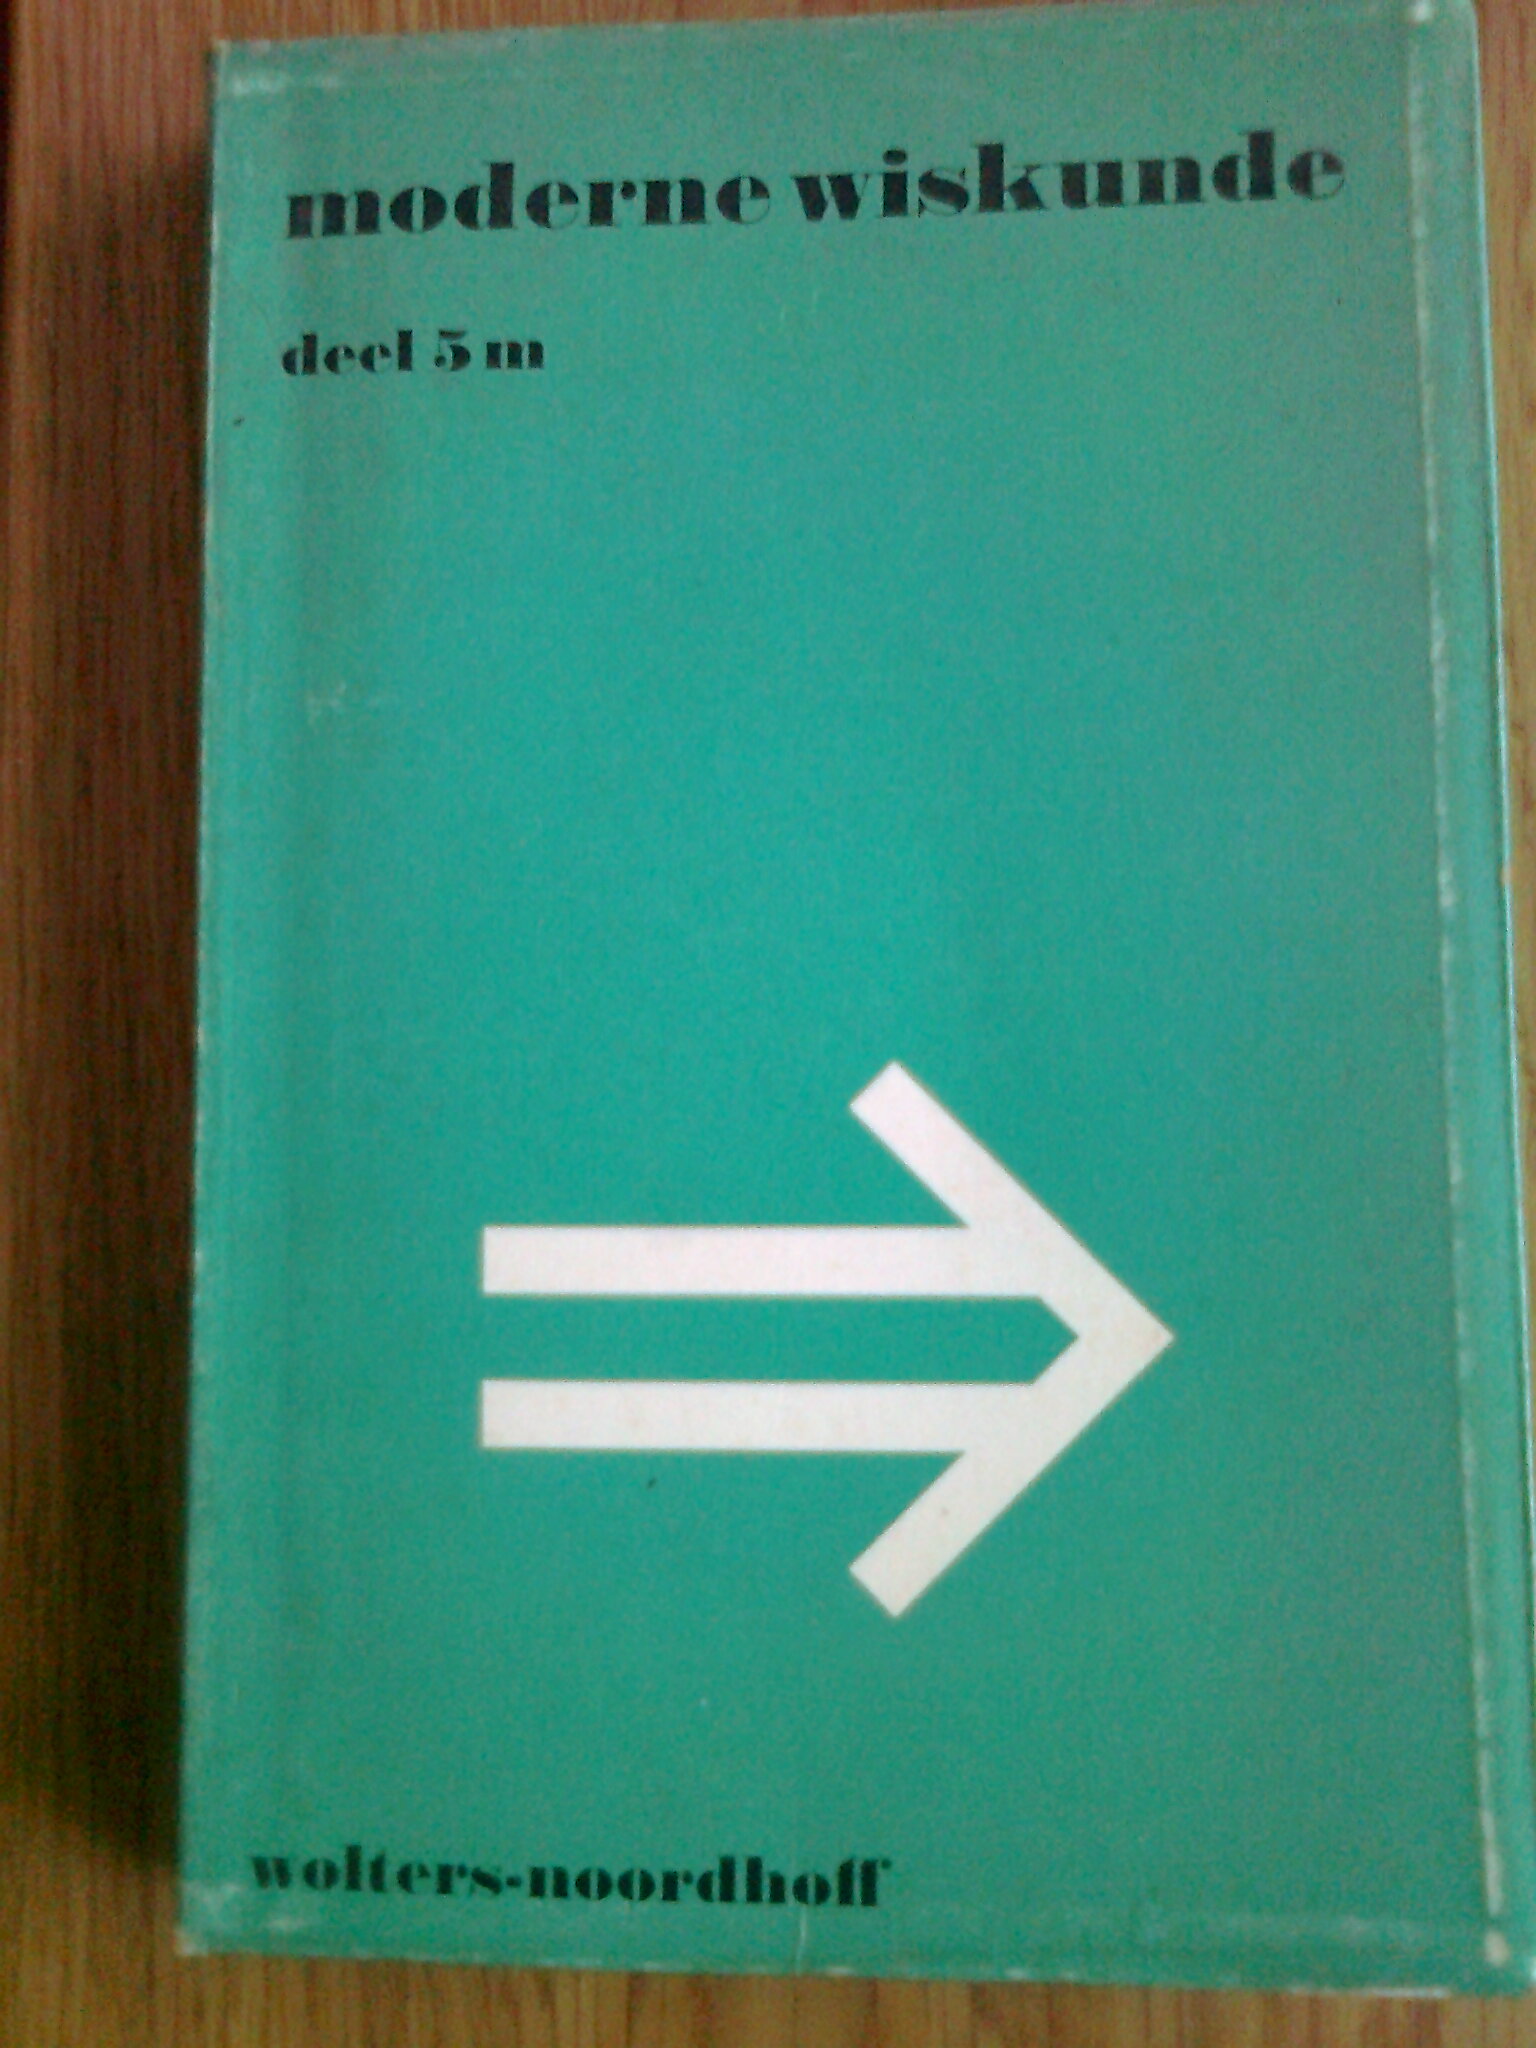 moderne wiskunde
deel 5 m
wolters-noordhoff